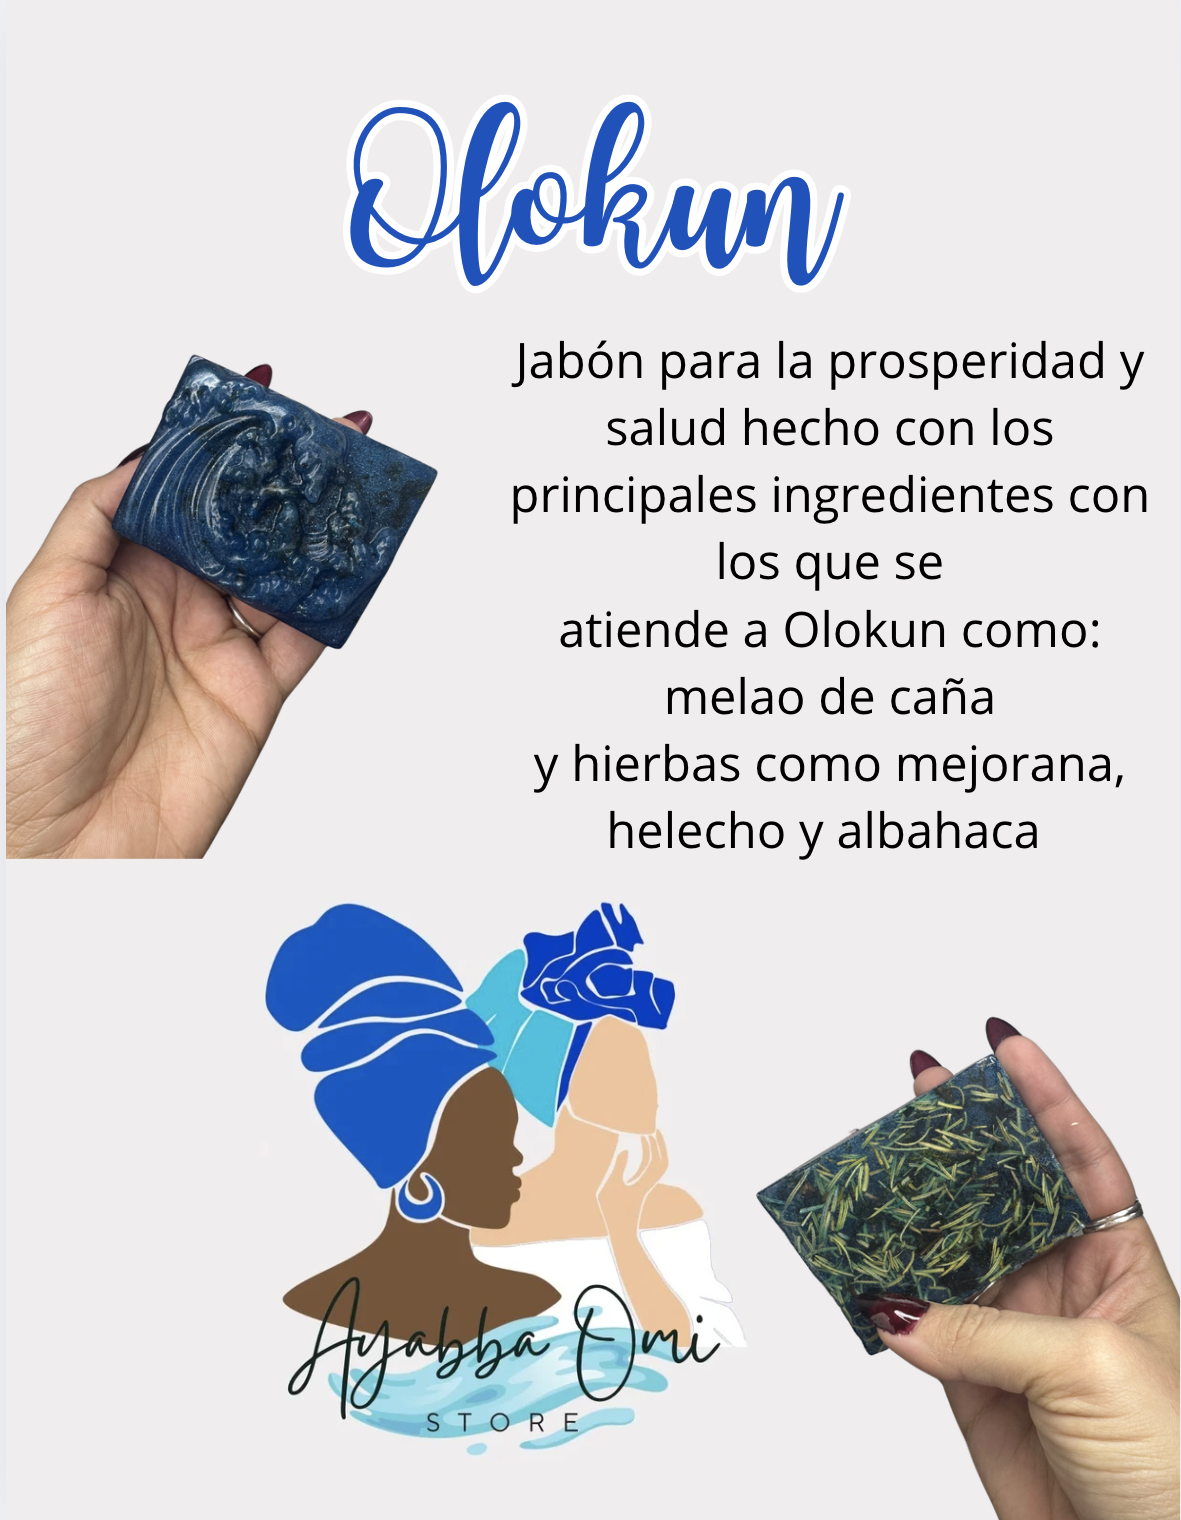 Olokun
Jabón para la prosperidad y
salud hecho con los
principales ingredientes con
los que se
atiende a Olokun como:
melao de caña
y hierbas como mejorana,
helecho y albahaca
Ayabba Omi
STORE